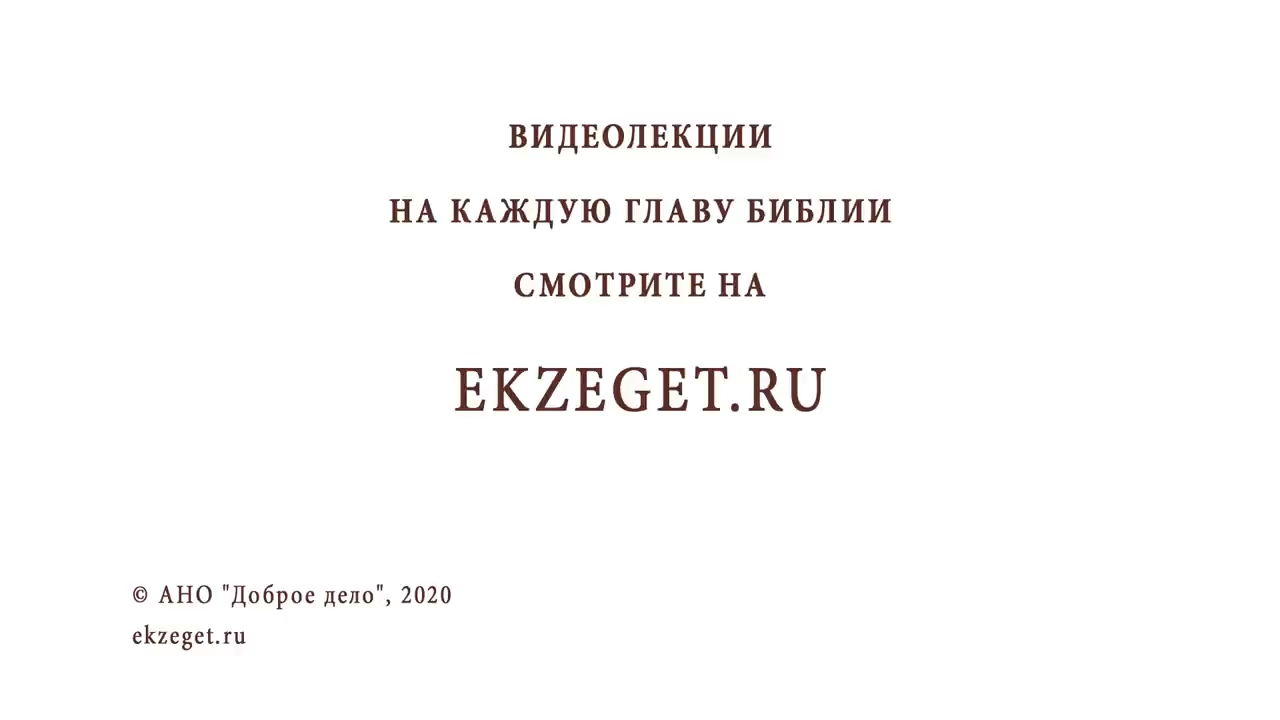 ВИДЕОЛЕКЦИИ
НА КАЖДУЮ ГЛАВУ БИБЛИИ
СМОТРИТЕ НА
EKZEGET.RU
© АНО "Доброе дело", 2020
ekzeget.ru